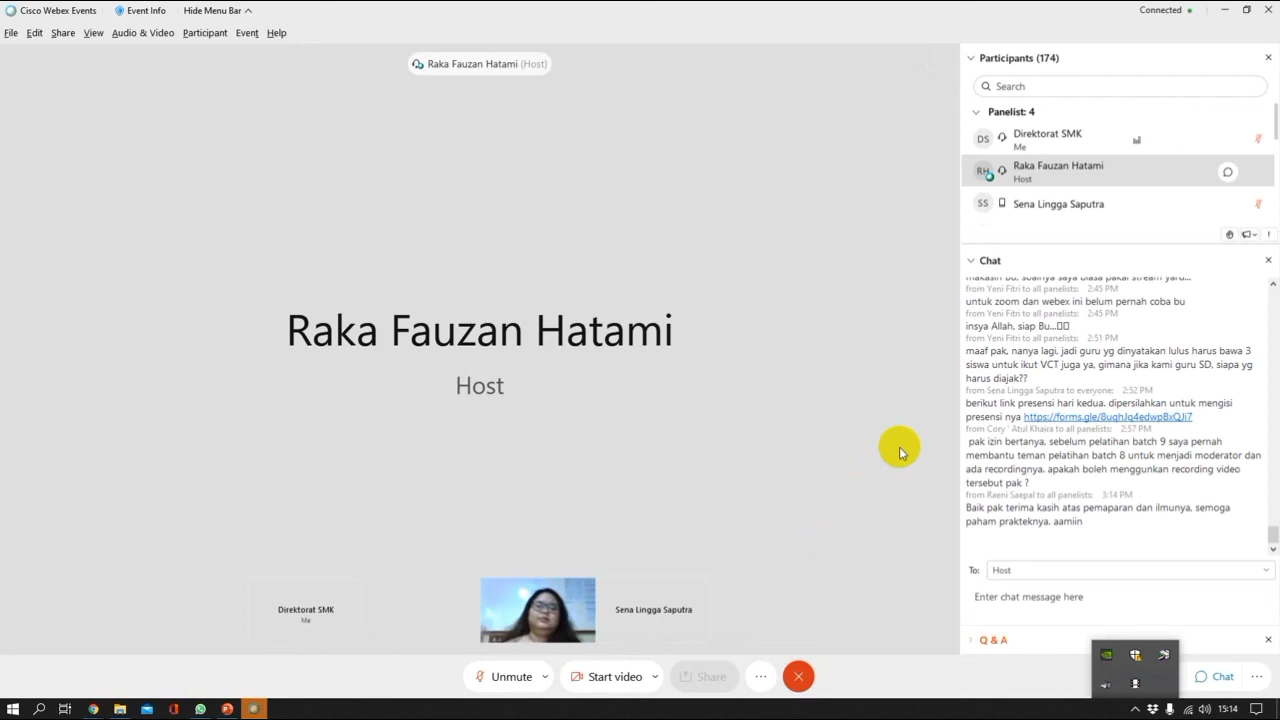 Cisco Webex Events
Event Info
Hide Menu Bar
Connected
File Edit Share View Audio & Video Participant Event Help
Raka Fauzan Hatami (Host)
Raka Fauzan Hatami
Host
Direktorat SMK
Me
Sena Lingga Saputra
Unmute
Start video
Share
Participants (174)
Search
Panelist: 4
DS
Direktorat SMK
Me
RH
Raka Fauzan Hatami
Host
SS
Sena Lingga Saputra
Chat
from Yeni Fitri to all panelists: 2:45 PM
untuk zoom dan webex ini belum pernah coba bu
from Yeni Fitri to all panelists: 2:45 PM
insya Allah, siap Bu...
from Yeni Fitri to all panelists: 2:51 PM
maaf pak, nanya lagi, jadi guru yg dinyatakan lulus harus bawa 3
siswa untuk ikut VCT juga ya, gimana jika kami guru SD, siapa yg
harus diajak??
from Sena Lingga Saputra to everyone: 2:52 PM
berikut link presensi hari kedua. dipersilahkan untuk mengisi
presensi nya https://forms.gle/8uqhJq4edwpBxQJi7
from Cory ' Atul Khaira to all panelists: 2:57 PM
pak izin bertanya, sebelum pelatihan batch 9 saya pernah
membantu teman pelatihan batch 8 untuk menjadi moderator dan
ada recordingnya. apakah boleh menggunkan recording video
tersebut pak ?
from Raeni Saepal to all panelists: 3:14 PM
Baik pak terima kasih atas pemaparan dan ilmunya, semoga
paham prakteknya. aamiin
To: Host
Enter chat message here
Q & A
Chat
15:14